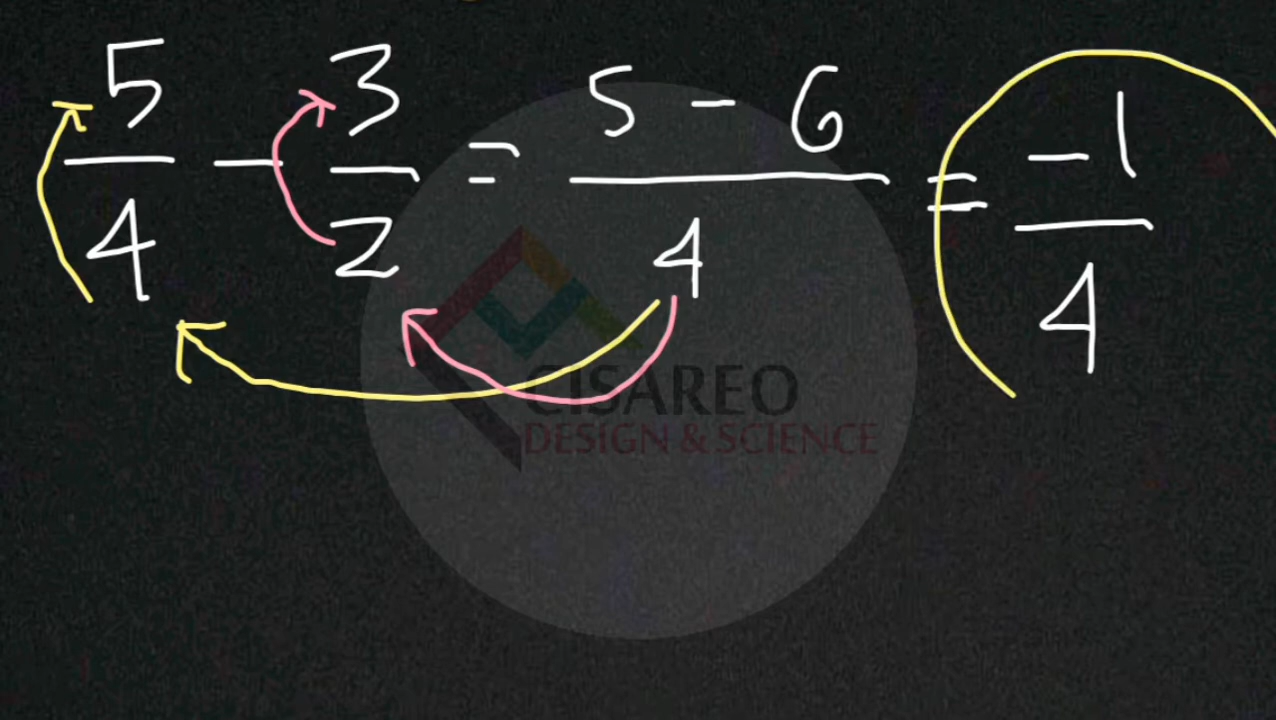 5/4 - 3/2 = (5 - 6)/4 = -1/4
CISAREO
DESIGN & SCIENCE